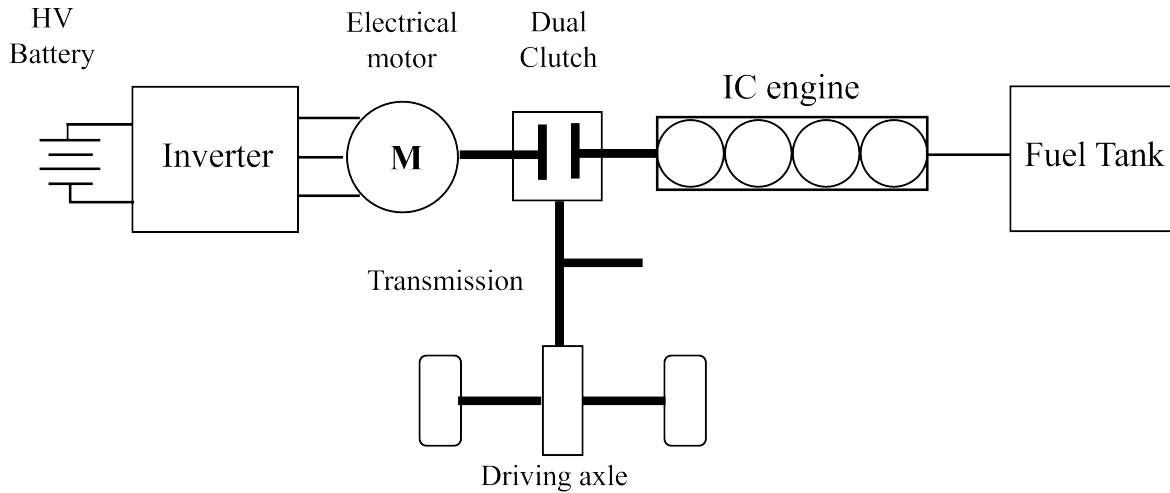 HV
Battery
Electrical
motor
Dual
Clutch
IC engine
Inverter
M
Fuel Tank
Transmission
Driving axle